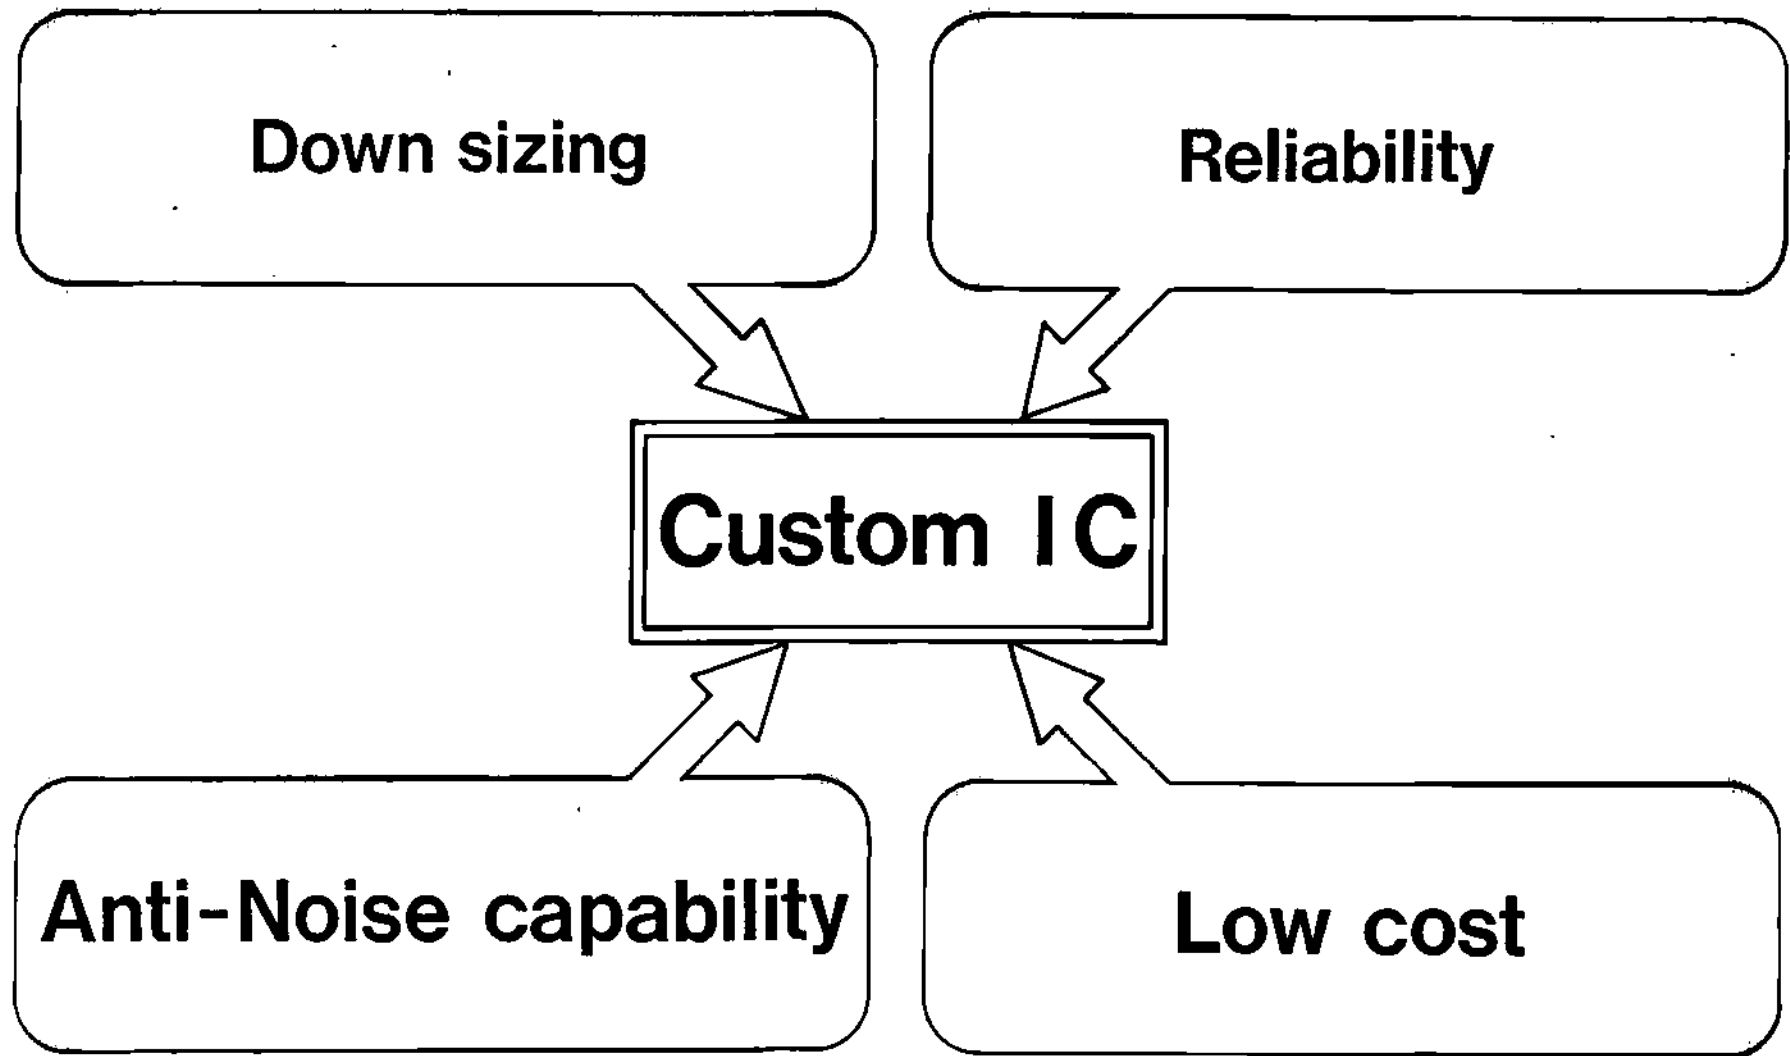 Down sizing
Reliability
Custom IC
Anti-Noise capability
Low cost